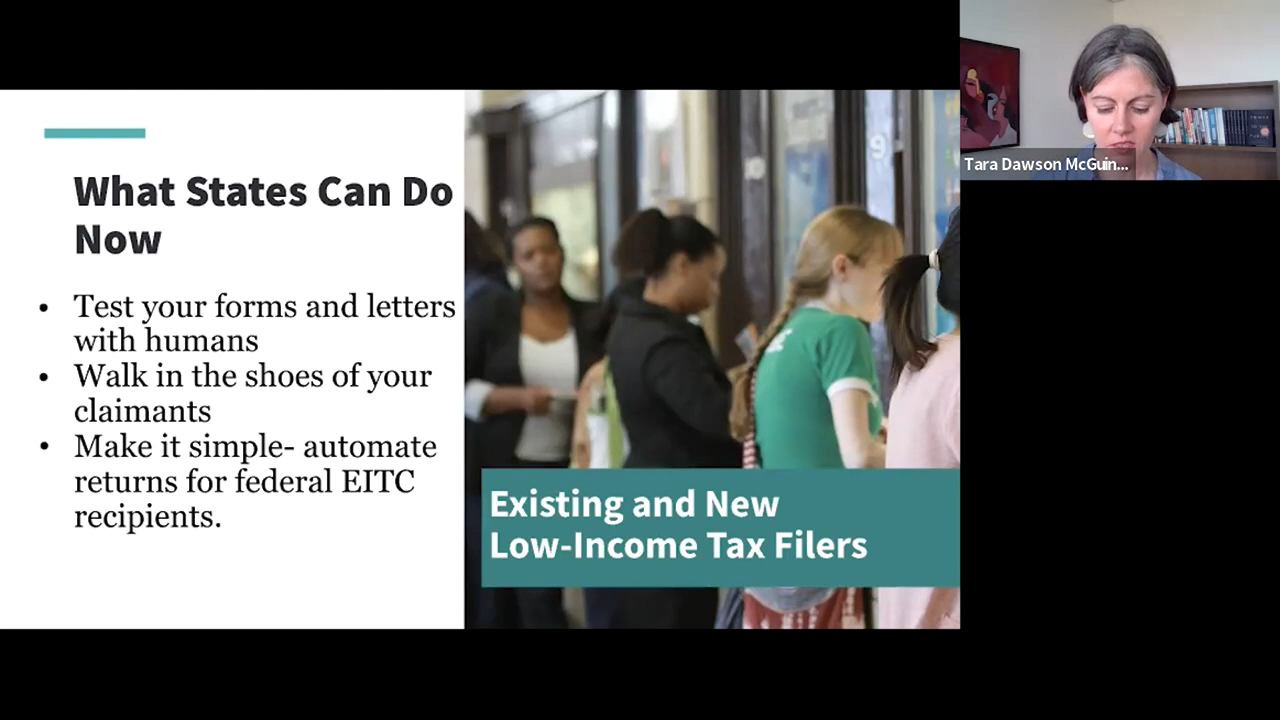 What States Can Do
Now
• Test your forms and letters
with humans
• Walk in the shoes of your
claimants
• Make it simple- automate
returns for federal EITC
recipients.
10
9
Existing and New
Low-Income Tax Filers
Tara Dawson McGuin...